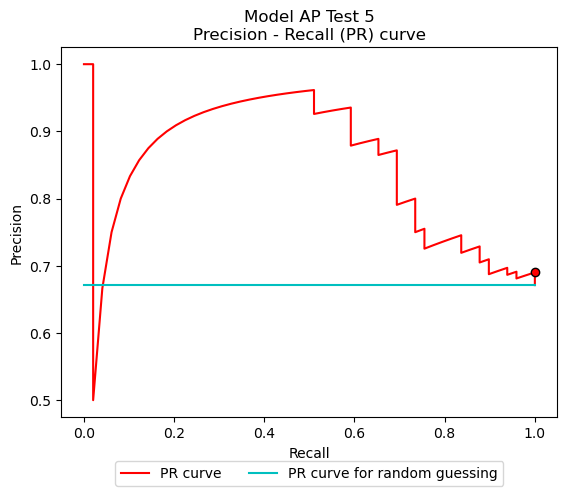 Model AP Test 5
Precision - Recall (PR) curve
Precision
1.0
0.9
0.8
0.7
0.6
0.5
0.0 0.2 0.4 0.6 0.8 1.0
Recall
PR curve PR curve for random guessing